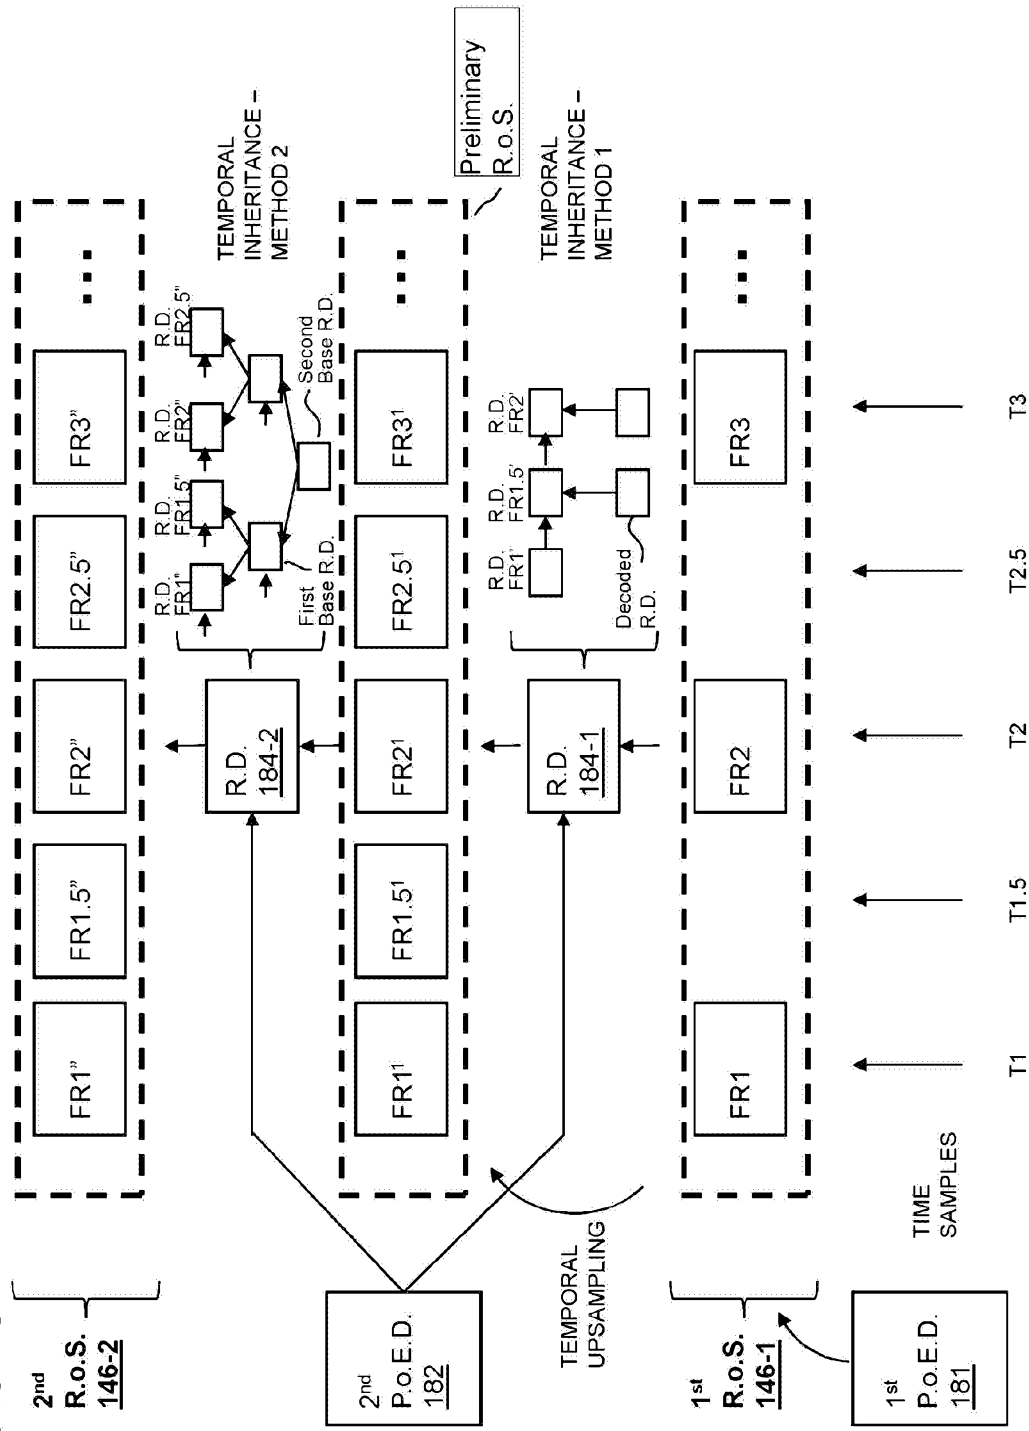 2nd
R.o.S.
146-2
FR1”
FR1.5”
FR2”
FR2.5”
FR3”
...
2nd
P.o.E.D.
182
R.D.
184-2
R.D.
FR1”
R.D.
FR1.5”
R.D.
FR2”
R.D.
FR2.5”
First
Base R.D.
Second
Base R.D.
TEMPORAL
INHERITANCE –
METHOD 2
FR1¹
FR1.5¹
FR2¹
FR2.5¹
FR3¹
...
Preliminary
R.o.S.
TEMPORAL
UPSAMPLING
R.D.
184-1
R.D.
FR1’
R.D.
FR1.5’
R.D.
FR2’
Decoded
R.D.
TEMPORAL
INHERITANCE –
METHOD 1
1st
R.o.S.
146-1
FR1
FR2
FR3
...
1st
P.o.E.D.
181
TIME
SAMPLES
T1
T1.5
T2
T2.5
T3